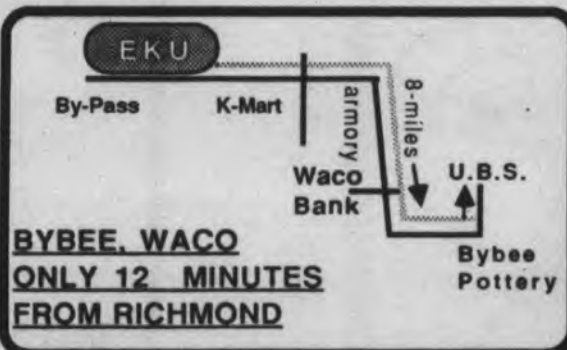 EKU
By-Pass
K-Mart
armory
8-miles
Waco
Bank
U.B.S.
Bybee
Pottery
BYBEE, WACO
ONLY 12 MINUTES
FROM RICHMOND